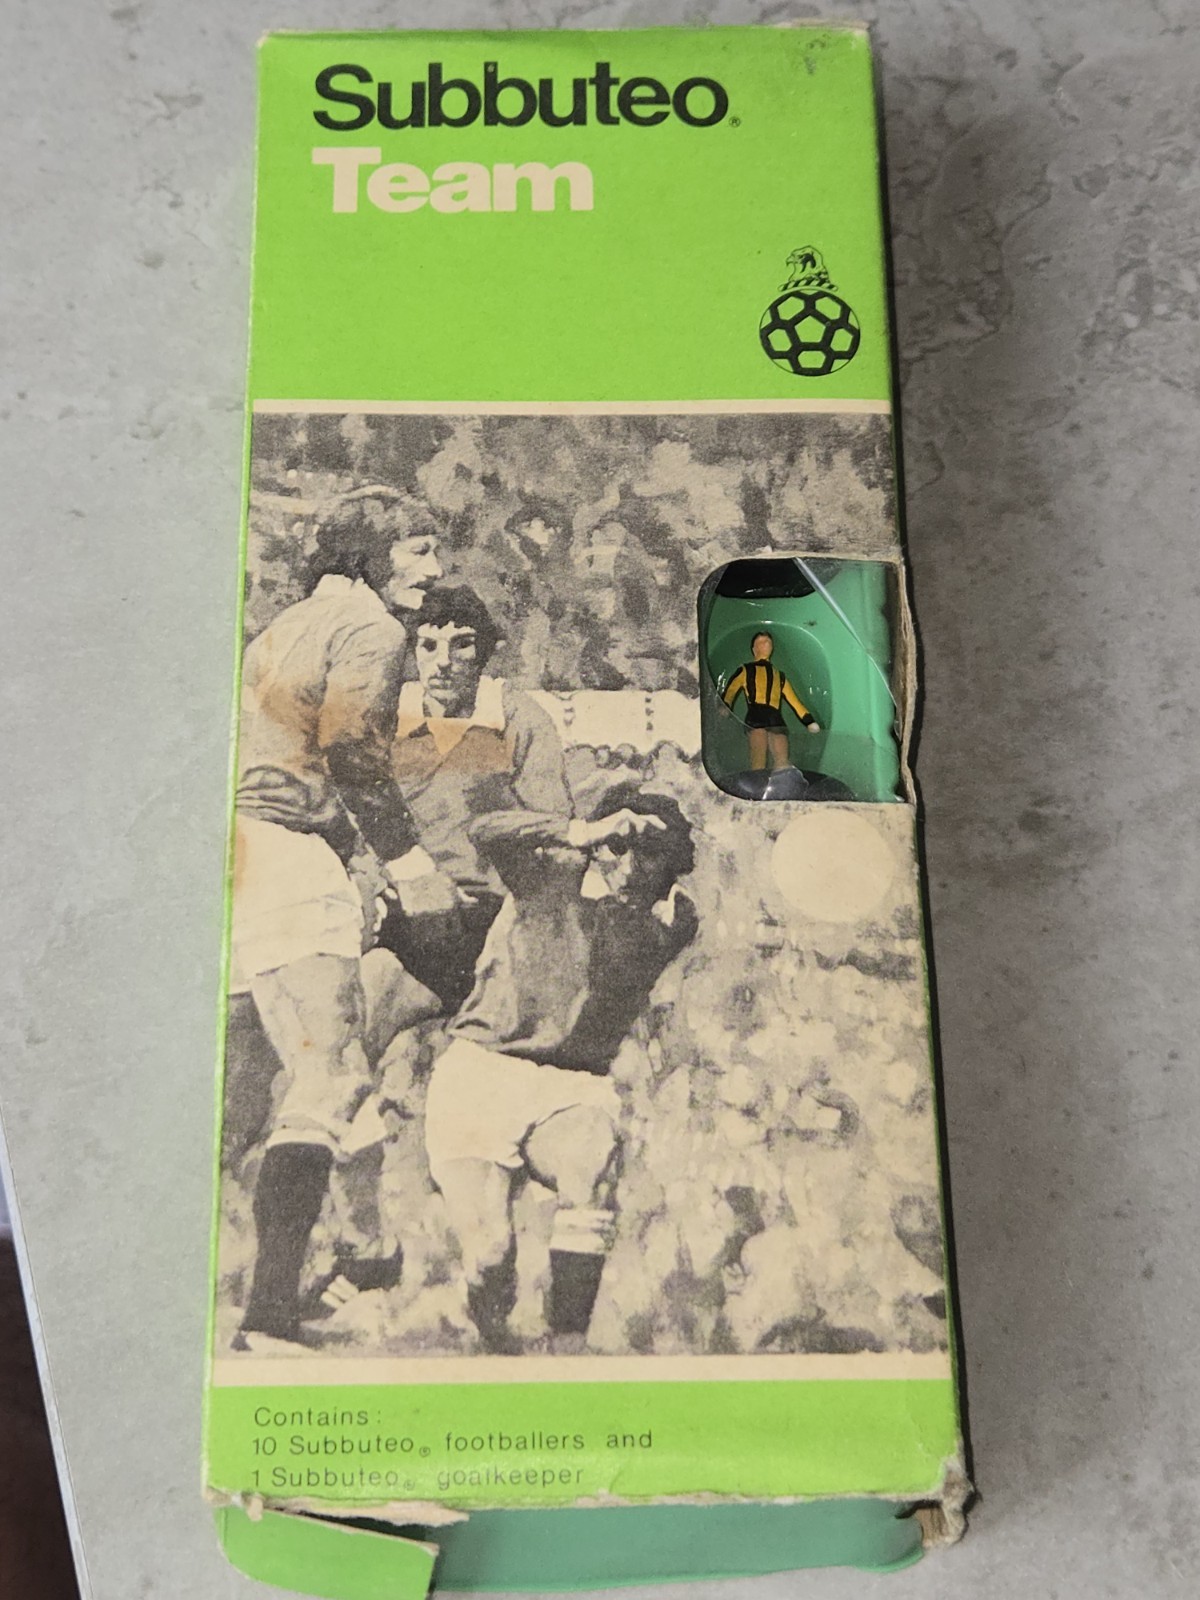 Subbuteo®
Team
Contains:
10 Subbuteo® footballers and
1 Subbuteo® goalkeeper